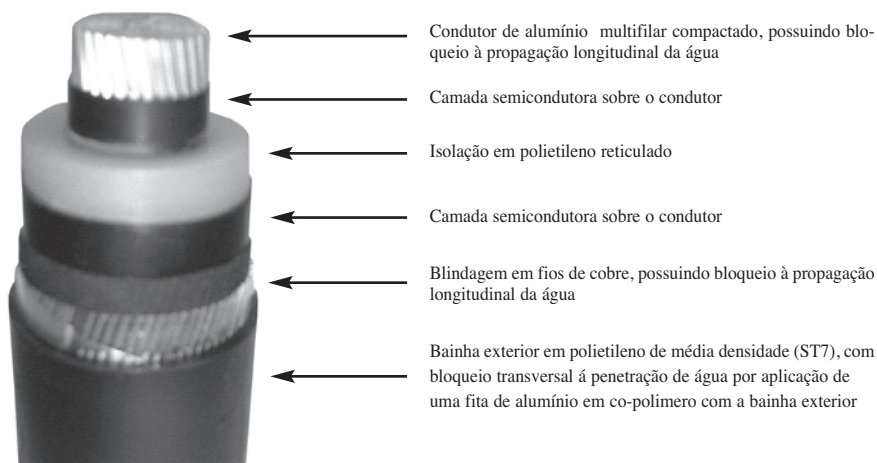 Condutor de alumínio multifilar compactado, possuindo blo-
queio à propagação longitudinal da água
Camada semicondutora sobre o condutor
Isolação em polietileno reticulado
Camada semicondutora sobre o condutor
Blindagem em fios de cobre, possuindo bloqueio à propagação
longitudinal da água
Bainha exterior em polietileno de média densidade (ST7), com
bloqueio transversal á penetração de água por aplicação de
uma fita de alumínio em co-polimero com a bainha exterior